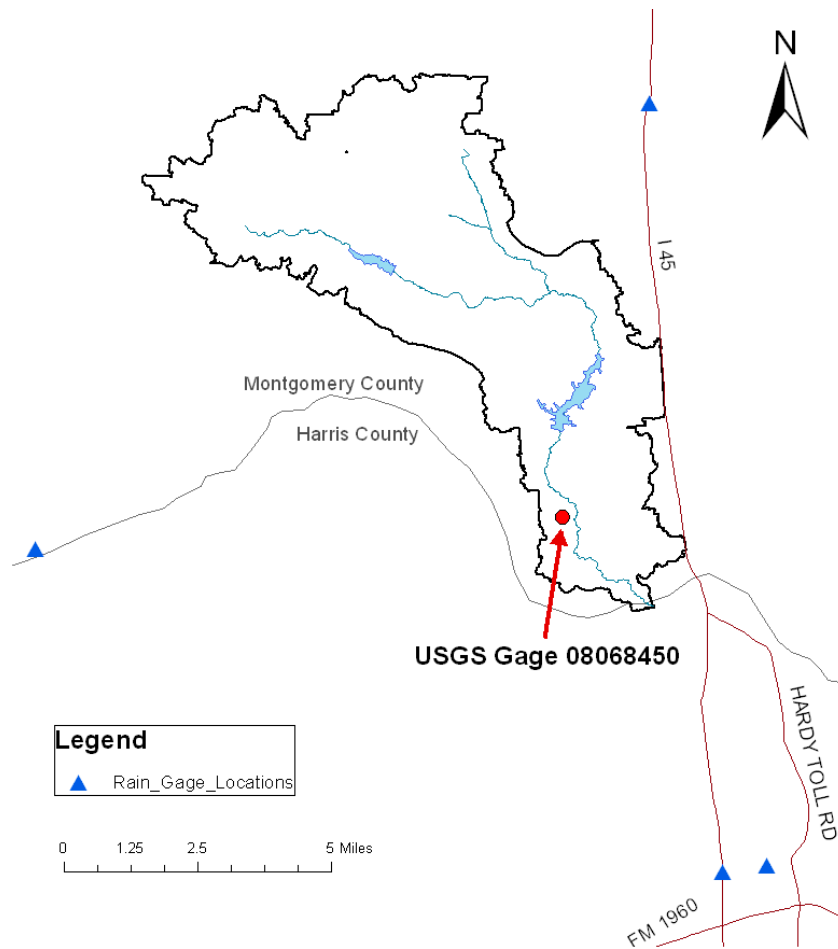 N
I 45
Montgomery County
Harris County
USGS Gage 08068450
HARDY TOLL RD
Legend
Rain_Gage_Locations
0 1.25 2.5 5 Miles
FM 1960